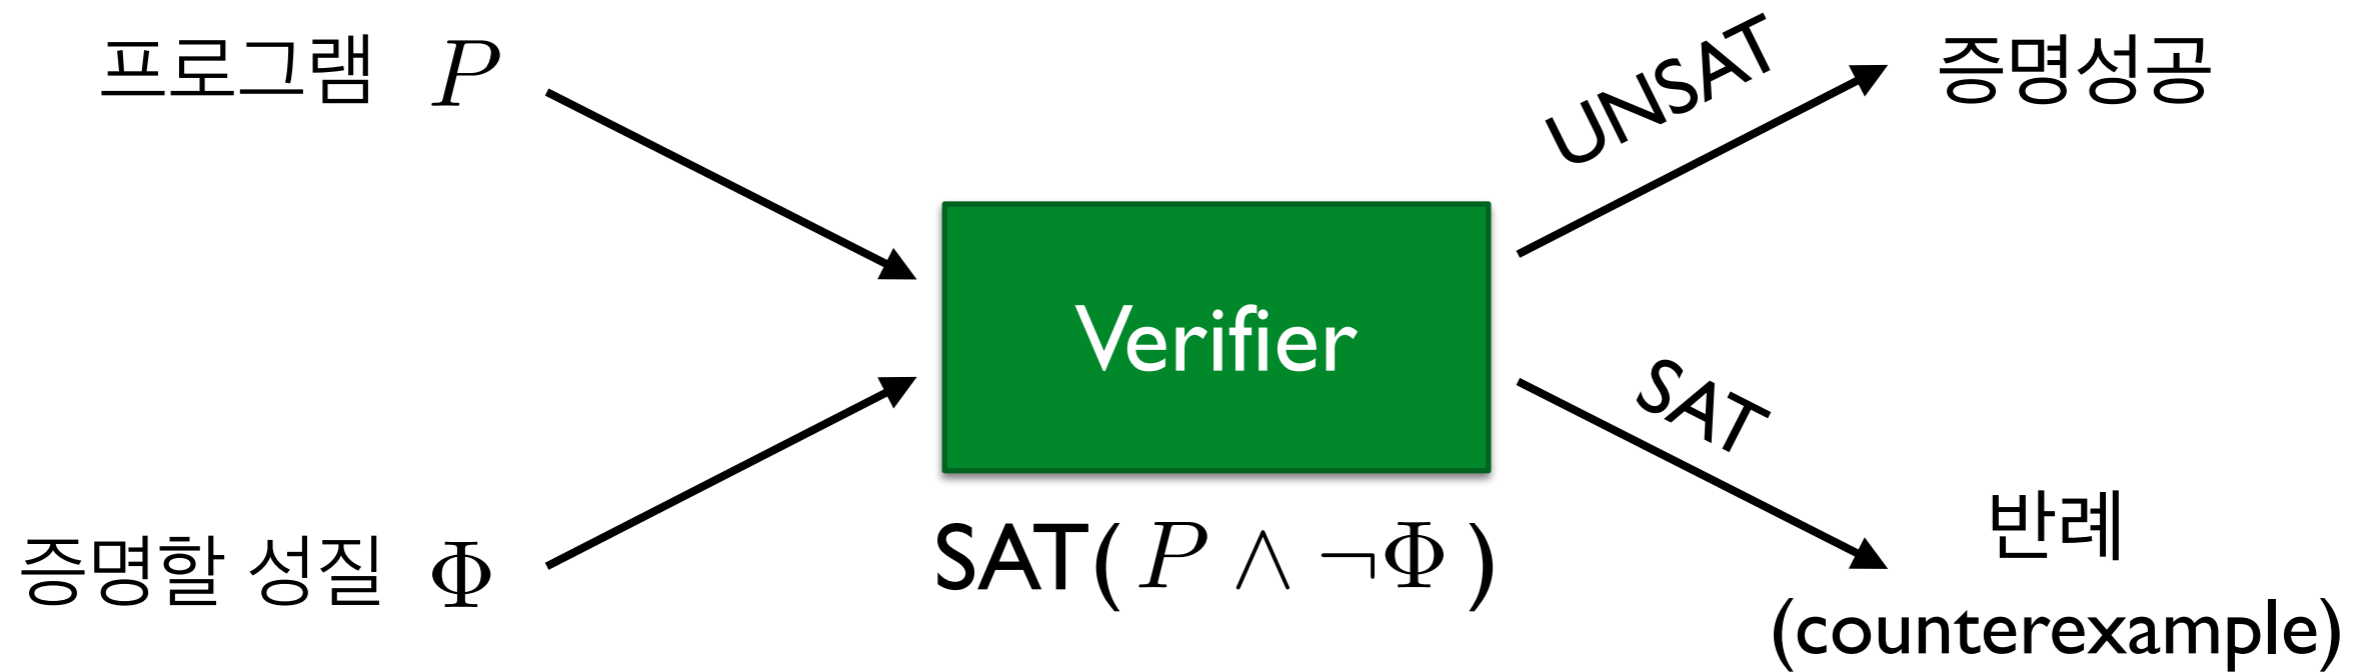 프로그램 P
증명할 성질 Φ
Verifier
SAT( P ∧ ¬Φ )
UNSAT
증명성공
SAT
반례
(counterexample)